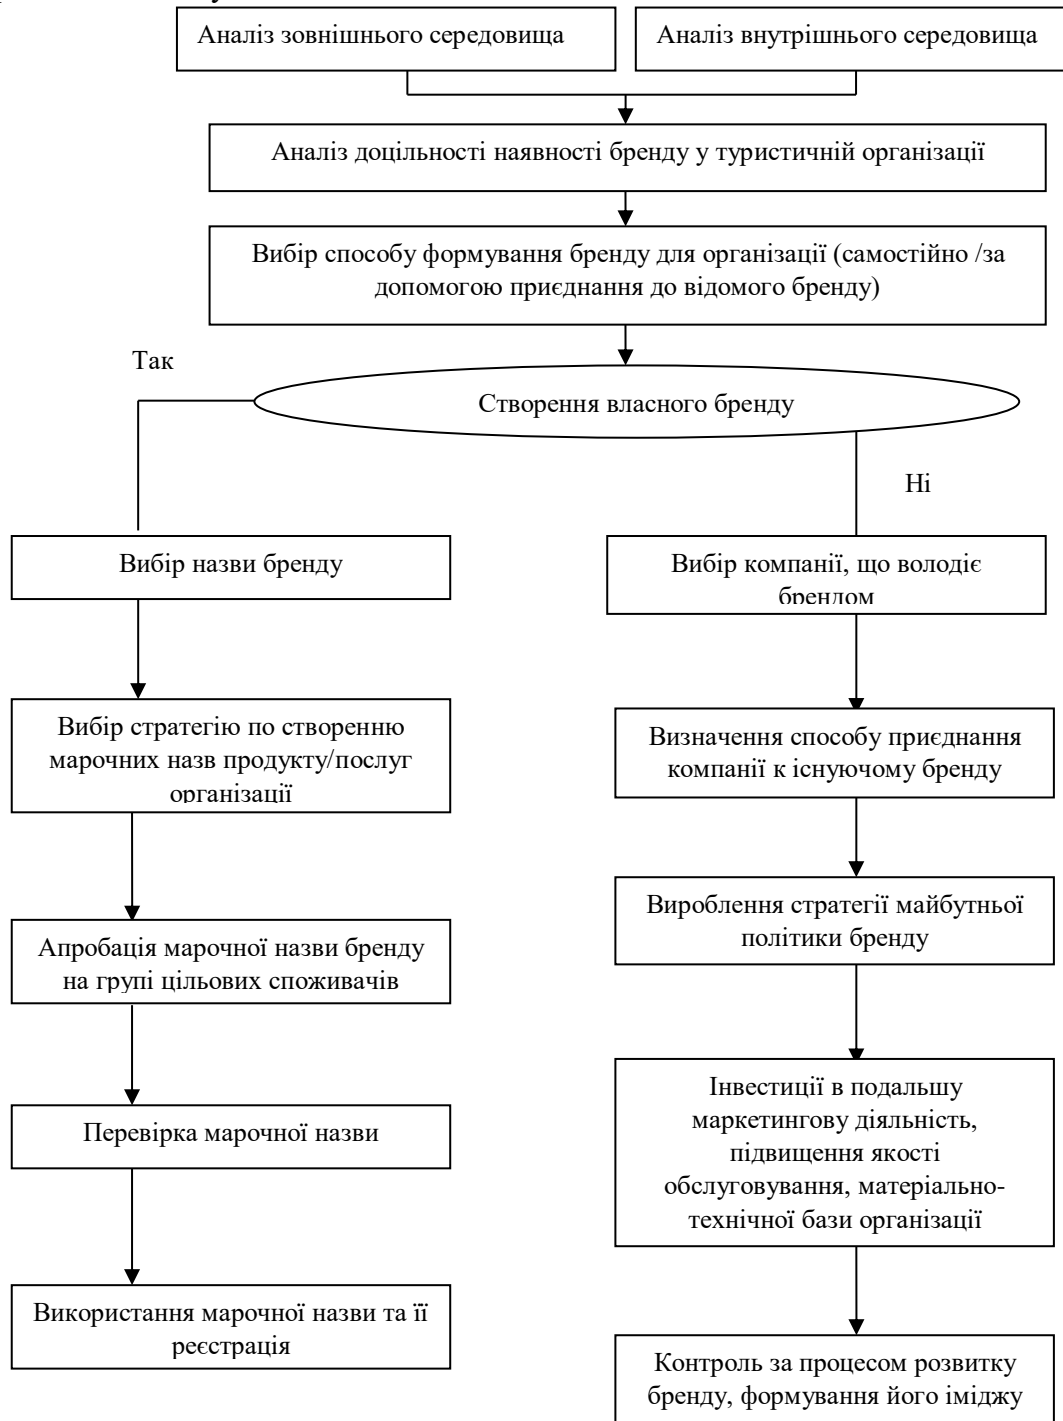 Аналіз зовнішнього середовища
Аналіз внутрішнього середовища
Аналіз доцільності наявності бренду у туристичній організації
Вибір способу формування бренду для організації (самостійно /за
допомогою приєднання до відомого бренду)
Так
Створення власного бренду
Ні
Вибір назви бренду
Вибір стратегію по створенню
марочних назв продукту/послуг
організації
Апробація марочної назви бренду
на групі цільових споживачів
Перевірка марочної назви
Використання марочної назви та її
реєстрація
Вибір компанії, що володіє
брендом
Визначення способу приєднання
компанії к існуючому бренду
Вироблення стратегії майбутньої
політики бренду
Інвестиції в подальшу
маркетингову діяльність,
підвищення якості
обслуговування, матеріально-
технічної бази організації
Контроль за процесом розвитку
бренду, формування його іміджу